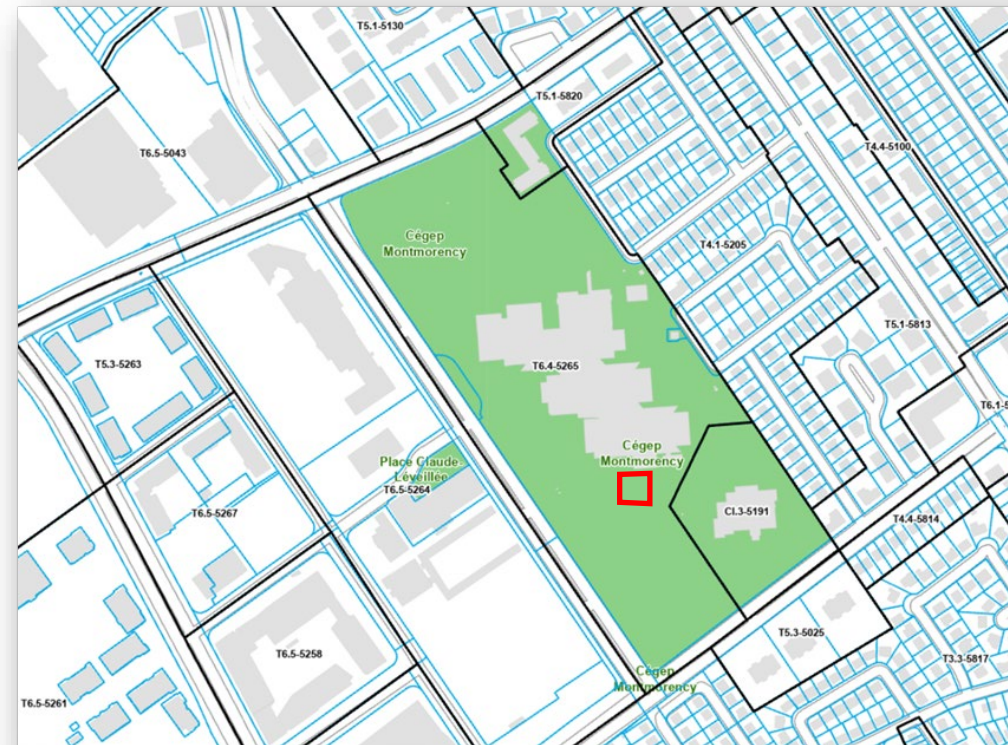 T5.1-5130
T5.1-5820
T6.5-5043
T4.4-5100
Cégep
Montmorency
T4.1-5205
T5.1-5813
T5.3-5263
T6.4-5265
T6.1-5
Cégep
Montmorency
Place Claude
Léveillée
T6.5-5264
T6.5-5267
CI.3-5191
T4.4-5814
T5.3-5025
T6.5-5258
T3.3-5817
Cégep
Montmorency
T6.5-5261